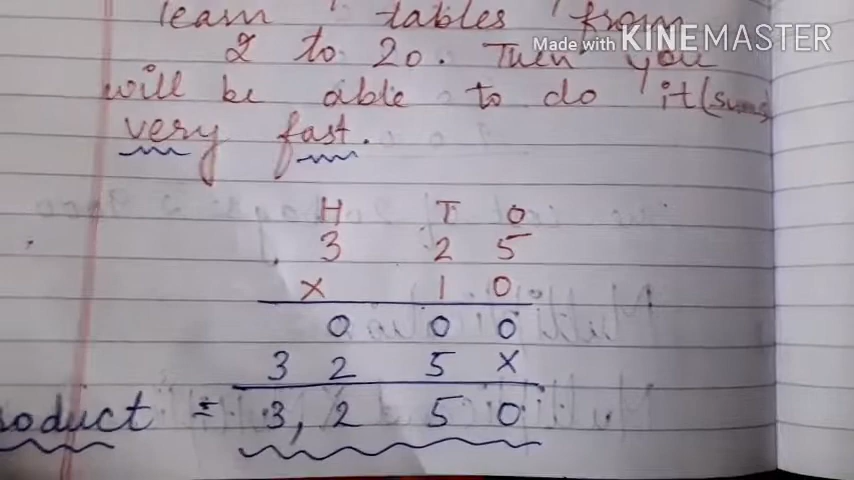 learn tables from
Made with KINEMASTER
2 to 20. Then you
will be able to do it (sums)
very fast.
H T O
3 2 5
x 1 0
0 0 0
3 2 5 x
oduct = 3,2 5 0